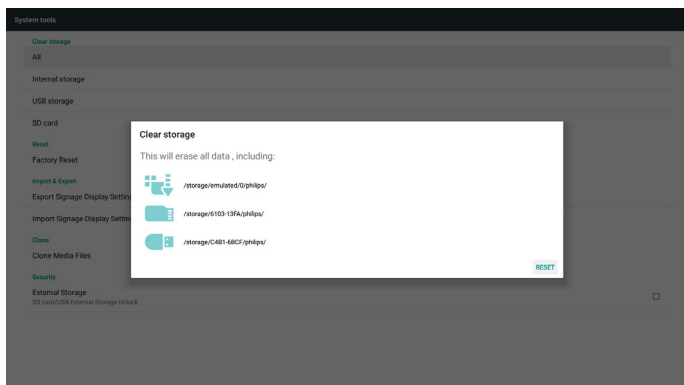 System tools
Clear storage
All
Internal storage
USB storage
SD card
Reset
Factory Reset
Import & Export
Export Signage Display Setting
Import Signage Display Settin
Clone
Clone Media Files
Security
External Storage
SD card/USB External Storage Unlock
Clear storage
This will erase all data , including:
/storage/emulated/0/philips/
/storage/6103-13FA/philips/
/storage/C4B1-6BCF/philips/
RESET